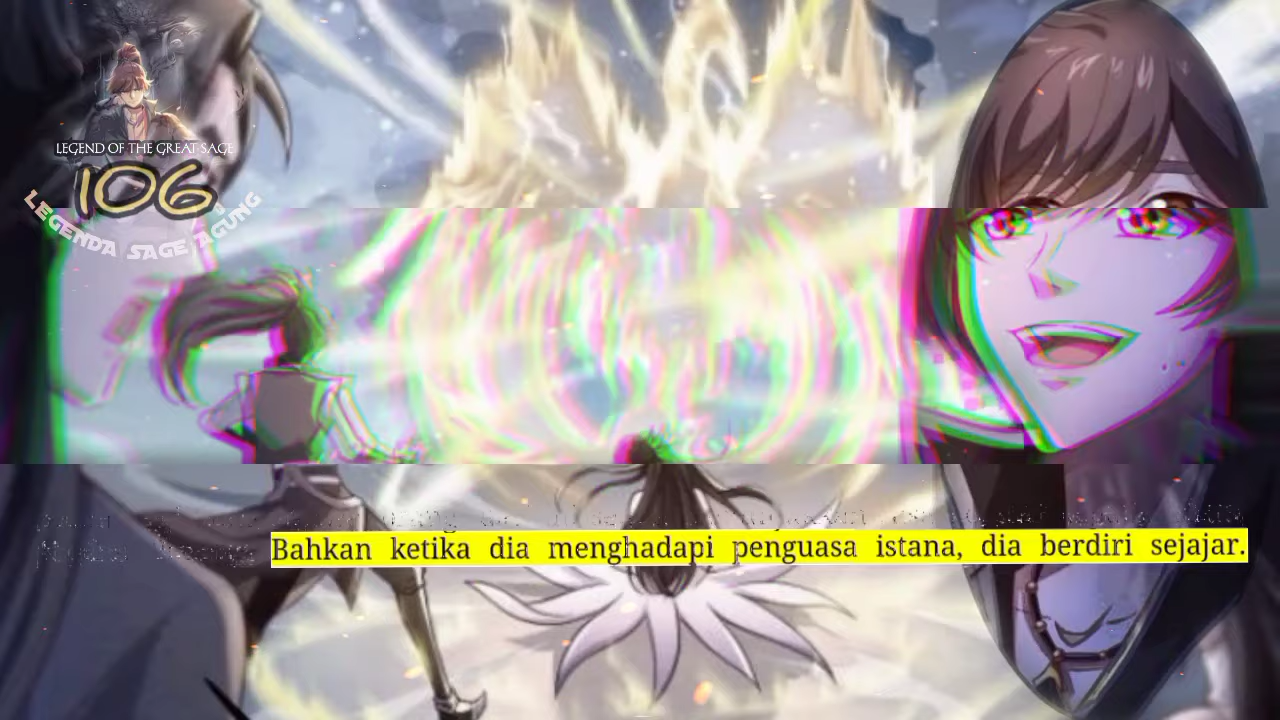 LEGEND OF THE GREAT SAGE
106
LEGENDA SAGE AGUNG
Bahkan ketika dia menghadapi penguasa istana, dia berdiri sejajar.